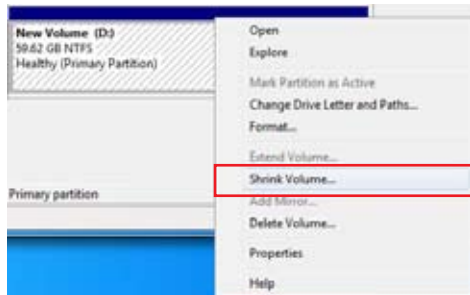 New Volume (D:)
59.62 GB NTFS
Healthy (Primary Partition)
Primary partition
Open
Explore
Mark Partition as Active
Change Drive Letter and Paths...
Format...
Extend Volume...
Shrink Volume...
Add Mirror...
Delete Volume...
Properties
Help